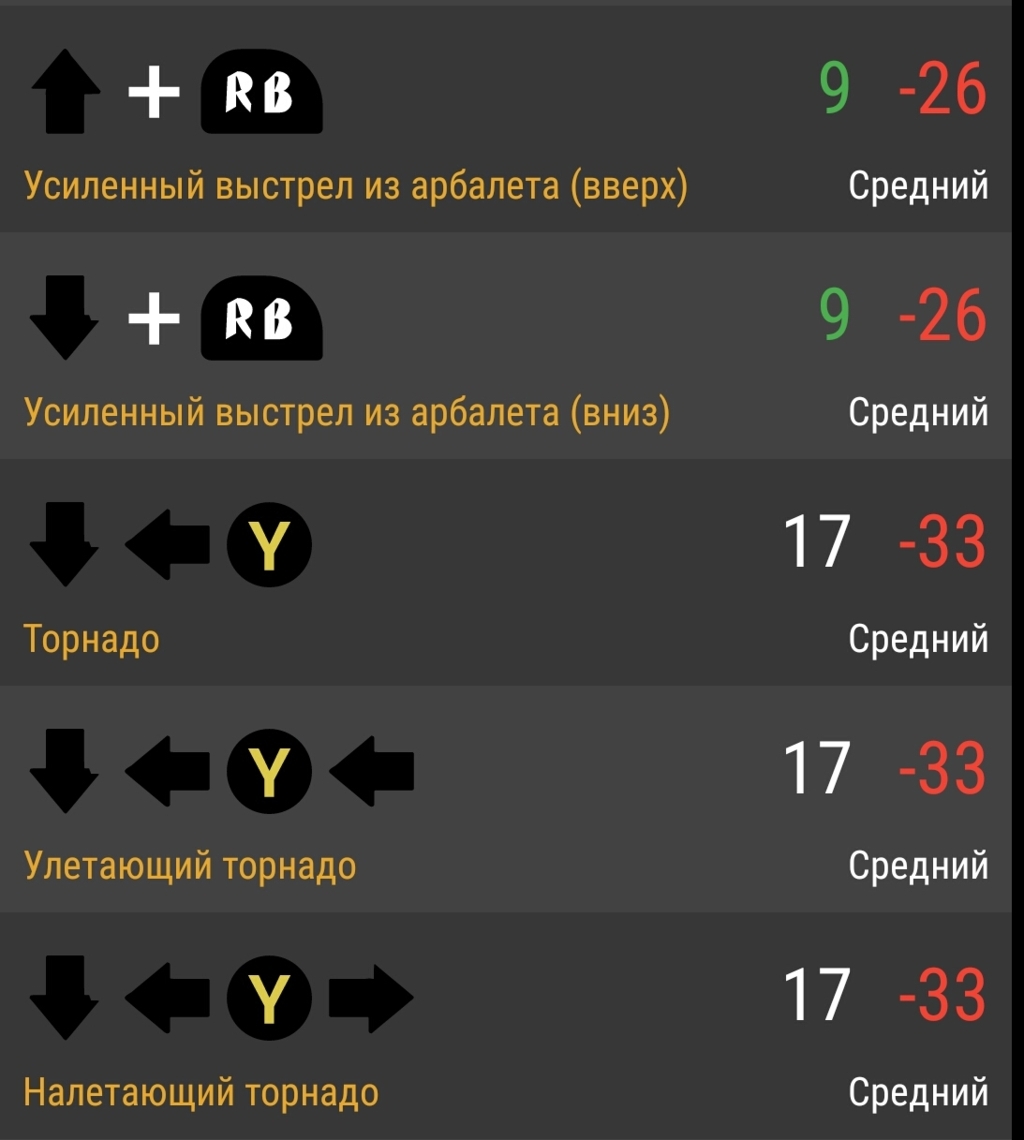 + RB 9 -26
Усиленный выстрел из арбалета (вверх) Средний
+ RB 9 -26
Усиленный выстрел из арбалета (вниз) Средний
Y 17 -33
Торнадо Средний
Y 17 -33
Улетающий торнадо Средний
Y 17 -33
Налетающий торнадо Средний